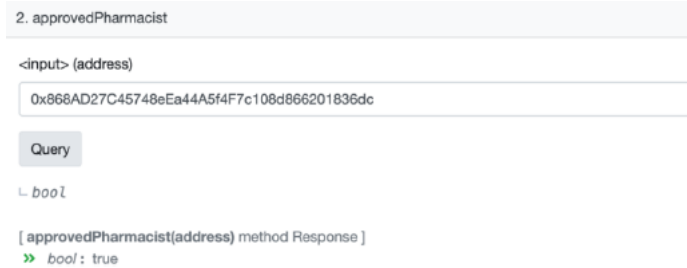 2. approvedPharmacist
<input> (address)
0x868AD27C45748eEa44A5f4F7c108d866201836dc
Query
∟ bool
[ approvedPharmacist(address) method Response ]
» bool : true